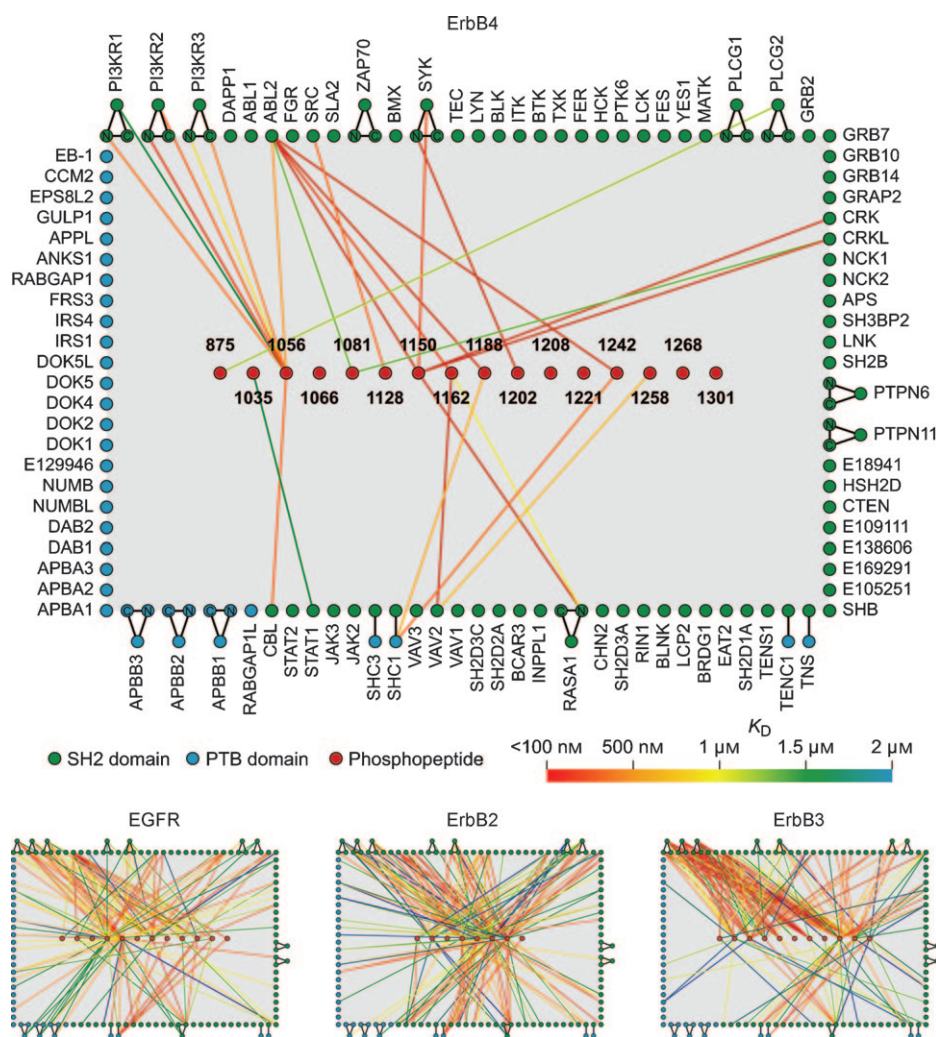 ErbB4
PI3KR1
PI3KR2
PI3KR3
DAPP1
ABL1
ABL2
FGR
SRC
SLA2
ZAP70
BMX
SYK
TEC
LYN
BLK
ITK
BTK
TXK
FER
HCK
PTK6
LCK
FES
YES1
MATK
PLCG1
PLCG2
GRB2
N C N C N C N C N C N C N C
EB-1
CCM2
EPS8L2
GULP1
APPL
ANKS1
RABGAP1
FRS3
IRS4
IRS1
DOK5L
DOK5
DOK4
DOK2
DOK1
E129946
NUMB
NUMBL
DAB2
DAB1
APBA3
APBA2
APBA1
875 1056 1081 1150 1188 1208 1242 1268
1035 1066 1128 1162 1202 1221 1258 1301
GRB7
GRB10
GRB14
GRAP2
CRK
CRKL
NCK1
NCK2
APS
SH3BP2
LNK
SH2B
N
C
PTPN6
N
C
PTPN11
E18941
HSH2D
CTEN
E109111
E138606
E169291
E105251
SHB
C N C N C N C N
APBB3
APBB2
APBB1
RABGAP1L
CBL
STAT2
STAT1
JAK3
JAK2
SHC3
SHC1
VAV3
VAV2
VAV1
SH2D3C
SH2D2A
BCAR3
INPPL1
RASA1
CHN2
SH2D3A
RIN1
BLNK
LCP2
BRDG1
EAT2
SH2D1A
TENS1
TENC1
TNS
SH2 domain PTB domain Phosphopeptide
KD
<100 nM 500 nM 1 μM 1.5 μM 2 μM
EGFR ErbB2 ErbB3